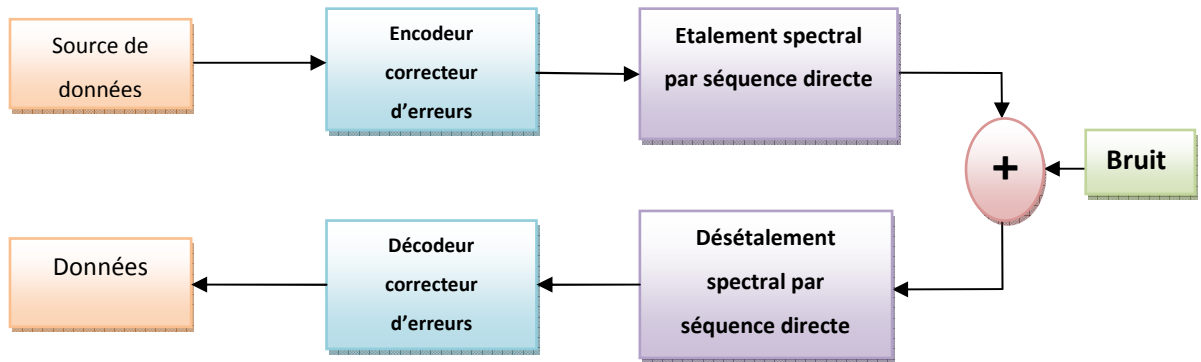 Source de
données
Encodeur
correcteur
d’erreurs
Etalement spectral
par séquence directe
+
Bruit
Désétalement
spectral par
séquence directe
Décodeur
correcteur
d’erreurs
Données